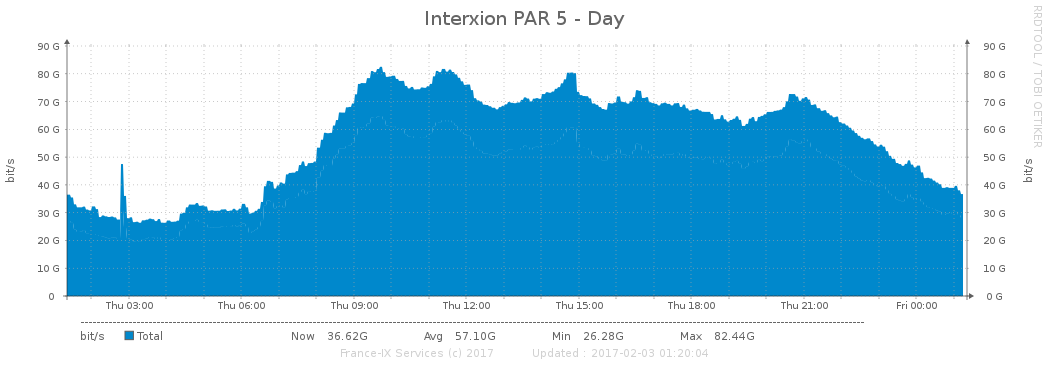 Interxion PAR 5 - Day
RRDTOOL / TOBI OETIKER
90 G 90 G
80 G 80 G
70 G 70 G
60 G 60 G
50 G 50 G
40 G 40 G
30 G 30 G
20 G 20 G
10 G 10 G
0 0 G
bit/s
bit/s
Thu 03:00 Thu 06:00 Thu 09:00 Thu 12:00 Thu 15:00 Thu 18:00 Thu 21:00 Fri 00:00
bit/s Total Now 36.62G Avg 57.10G Min 26.28G Max 82.44G
France-IX Services (c) 2017 Updated : 2017-02-03 01:20:04